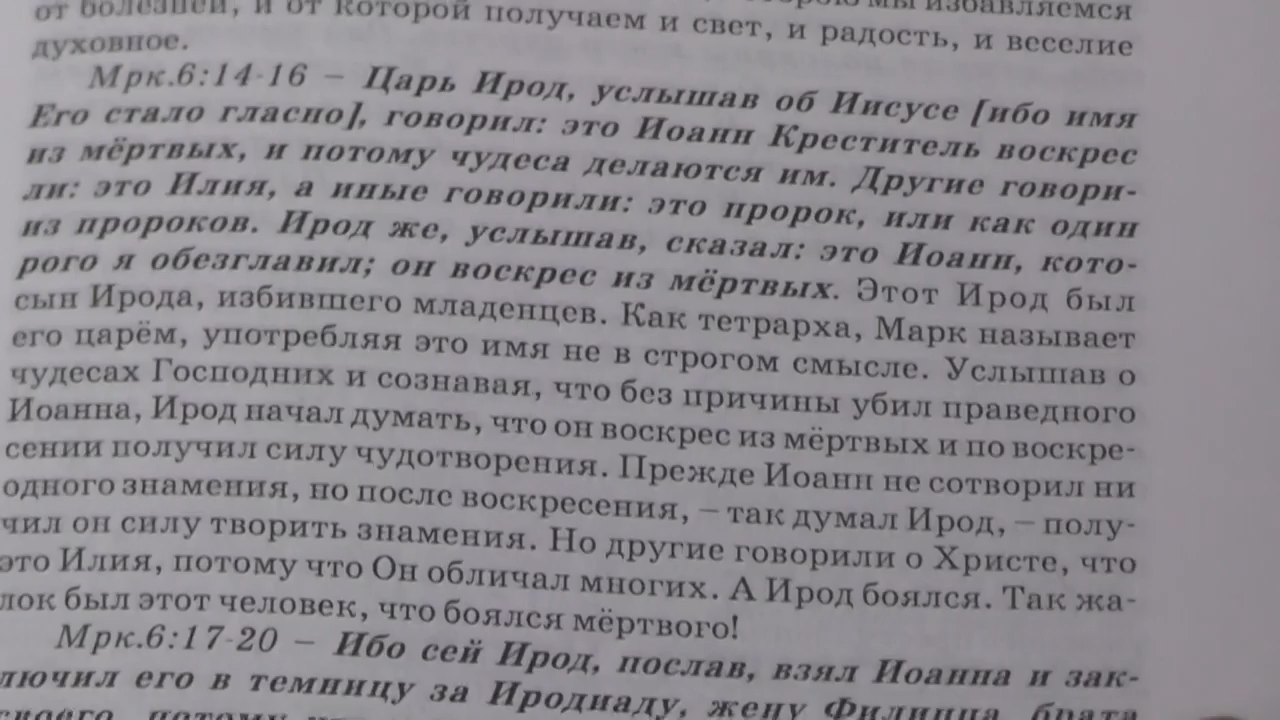 от болезней, и от которой получаем и свет, и радость, и веселие
духовное.
Мрк.6:14-16 – Царь Ирод, услышав об Иисусе [ибо имя
Его стало гласно], говорил: это Иоанн Креститель воскрес
из мёртвых, и потому чудеса делаются им. Другие говори-
ли: это Илия, а иные говорили: это пророк, или как один
из пророков. Ирод же, услышав, сказал: это Иоанн, кото-
рого я обезглавил; он воскрес из мёртвых. Этот Ирод был
сын Ирода, избившего младенцев. Как тетрарха, Марк называет
его царём, употребляя это имя не в строгом смысле. Услышав о
чудесах Господних и сознавая, что без причины убил праведного
Иоанна, Ирод начал думать, что он воскрес из мёртвых и по воскре-
сении получил силу чудотворения. Прежде Иоанн не сотворил ни
одного знамения, но после воскресения, – так думал Ирод, – полу-
чил он силу творить знамения. Но другие говорили о Христе, что
это Илия, потому что Он обличал многих. А Ирод боялся. Так жа-
лок был этот человек, что боялся мёртвого!
Мрк.6:17-20 – Ибо сей Ирод, послав, взял Иоанна и зак-
лючил его в темницу за Иродиаду, жену Филиппа, брата